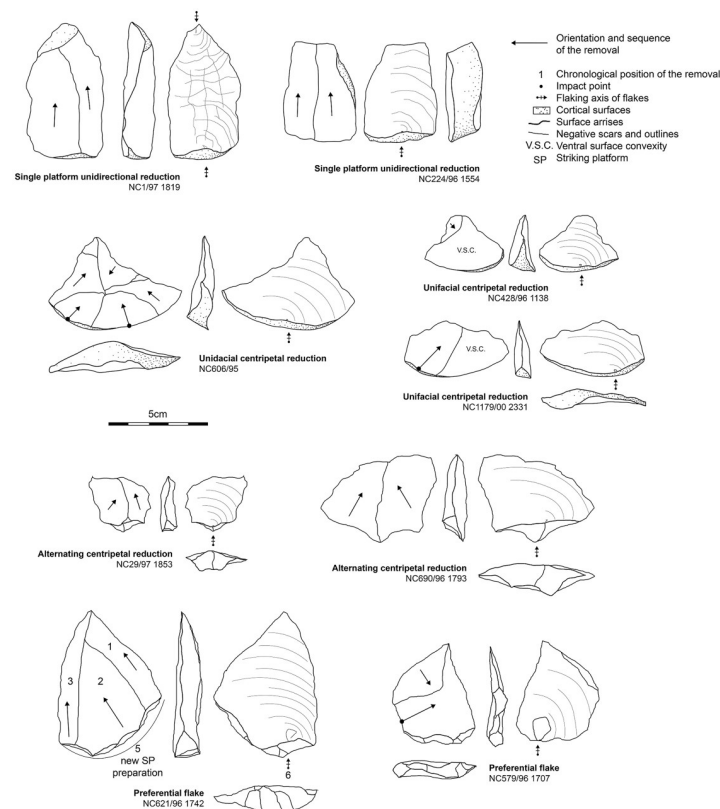 Orientation and sequence
of the removal
1 Chronological position of the removal
Impact point
Flaking axis of flakes
Cortical surfaces
Surface arrises
Negative scars and outlines
V.S.C. Ventral surface convexity
SP Striking platform
Single platform unidirectional reduction
NC1/97 1819
Single platform unidirectional reduction
NC224/96 1554
V.S.C.
Unifacial centripetal reduction
NC428/96 1138
Unidacial centripetal reduction
NC606/95
V.S.C.
Unifacial centripetal reduction
NC1179/00 2331
5cm
Alternating centripetal reduction
NC29/97 1853
Alternating centripetal reduction
NC690/96 1793
1
3
2
5
new SP
preparation
6
Preferential flake
NC621/96 1742
Preferential flake
NC579/96 1707